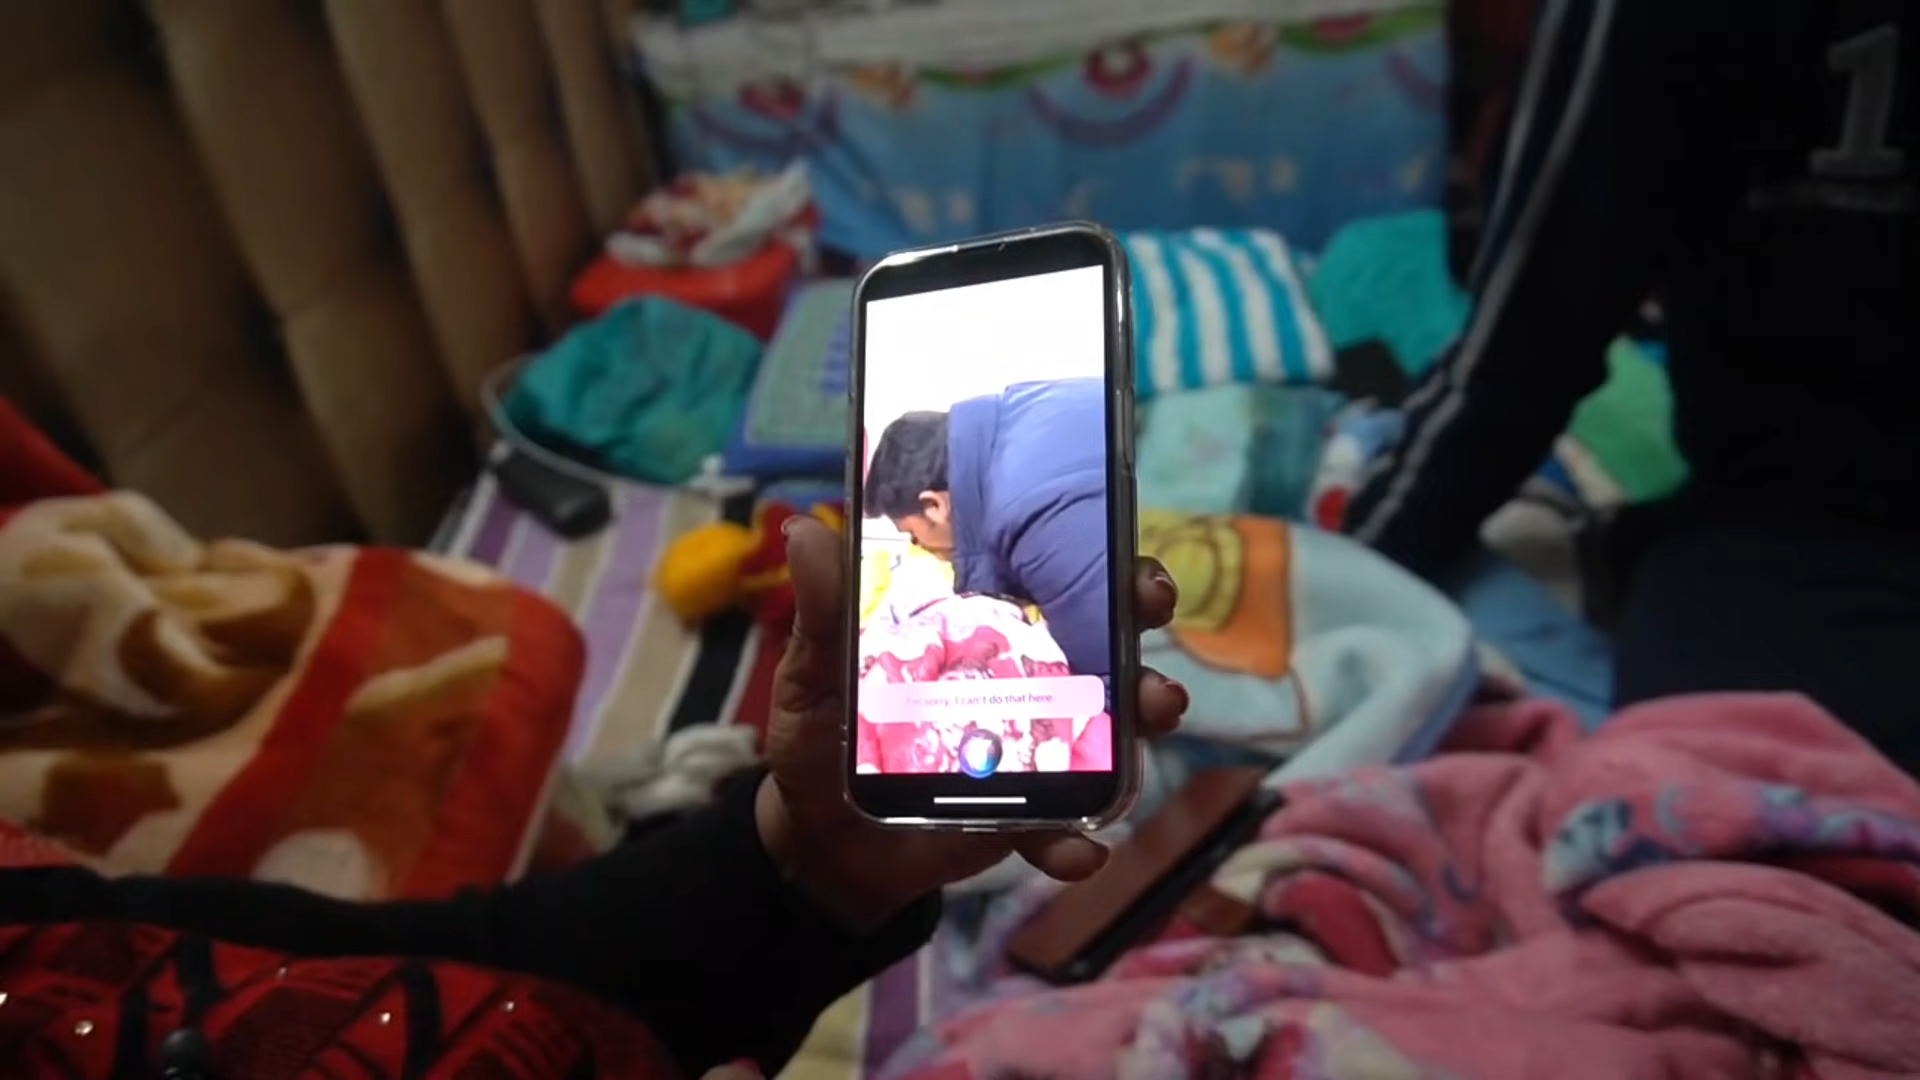 1
I'm sorry, I can't do that here.